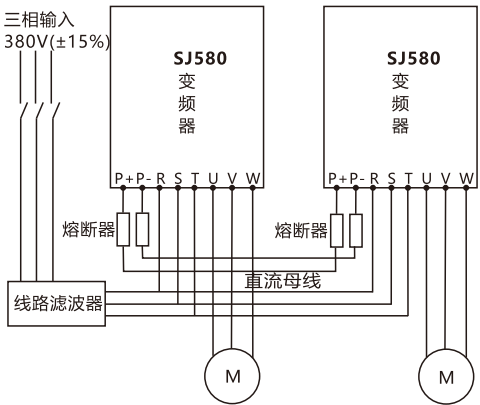 三相输入
380V(±15%)
SJ580
变
频
器
P+ P- R S T U V W
SJ580
变
频
器
P+ P- R S T U V W
熔断器
熔断器
直流母线
线路滤波器
M
M